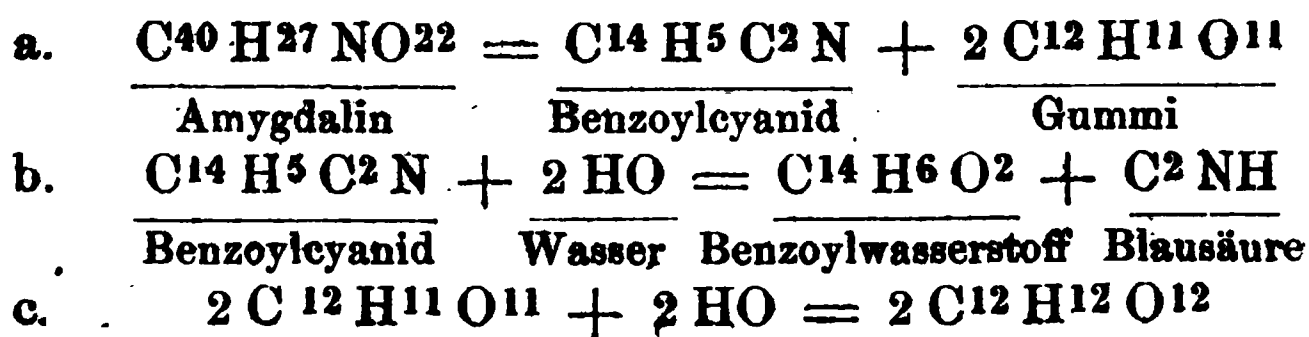 a. C⁴⁰ H²⁷ NO²² = C¹⁴ H⁵ C² N + 2 C¹² H¹¹ O¹¹
Amygdalin Benzoylcyanid Gummi
b. C¹⁴ H⁵ C² N + 2 HO = C¹⁴ H⁶ O² + C² NH
Benzoylcyanid Wasser Benzoylwasserstoff Blausäure
c. 2 C ¹² H¹¹ O¹¹ + 2 HO = 2 C¹² H¹² O¹²